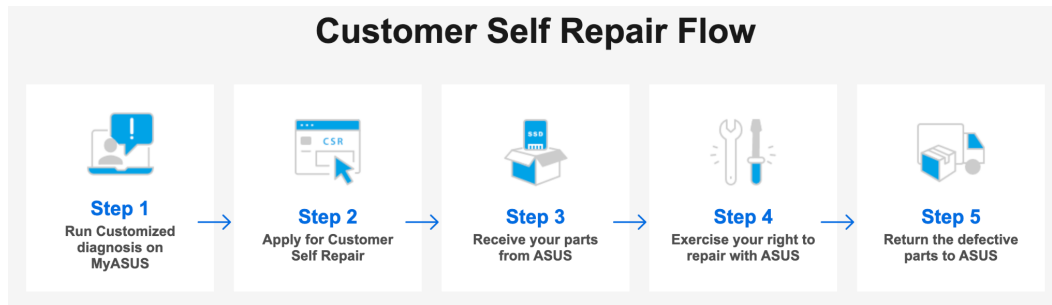 Customer Self Repair Flow
!
Step 1
Run Customized
diagnosis on
MyASUS
CSR
Step 2
Apply for Customer
Self Repair
SSD
Step 3
Receive your parts
from ASUS
Step 4
Exercise your right to
repair with ASUS
Step 5
Return the defective
parts to ASUS